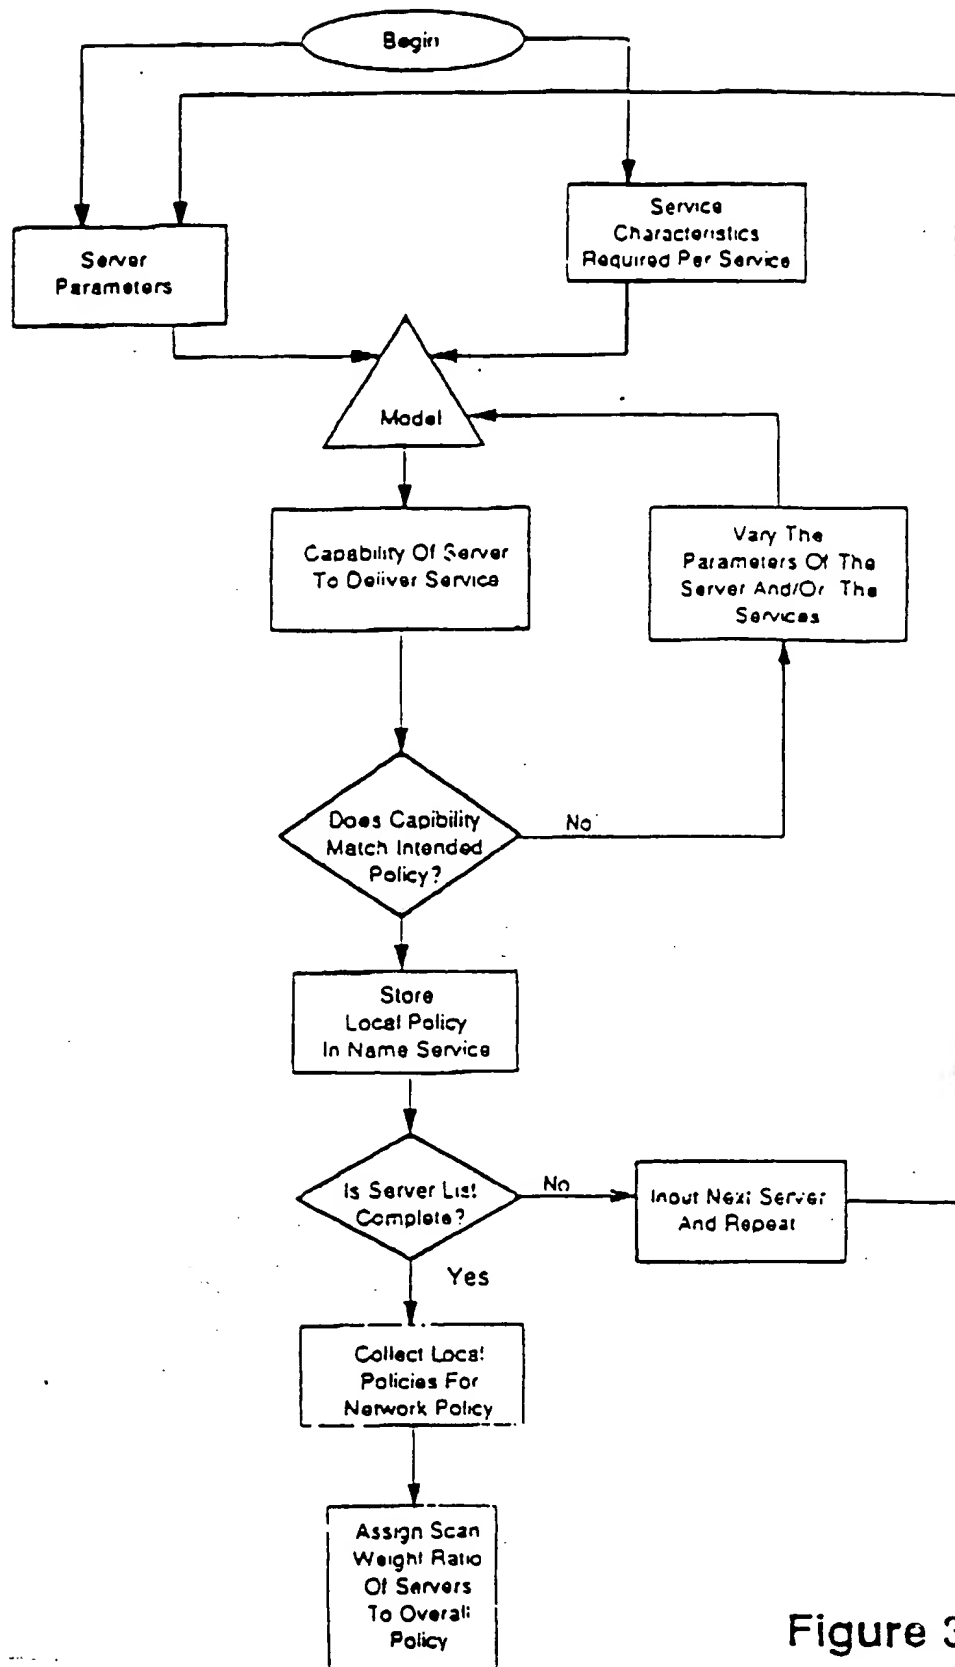 Begin
Service
Characteristics
Required Per Service
Server
Parameters
Model
Capability Of Server
To Deliver Service
Vary The
Parameters Of The
Server And/Or The
Services
Does Capibility
Match Intended
Policy?
No
Store
Local Policy
In Name Service
Is Server List
Complete?
No
Input Next Server
And Repeat
Yes
Collect Local
Policies For
Network Policy
Assign Scan
Weight Ratio
Of Servers
To Overall
Policy
Figure 3